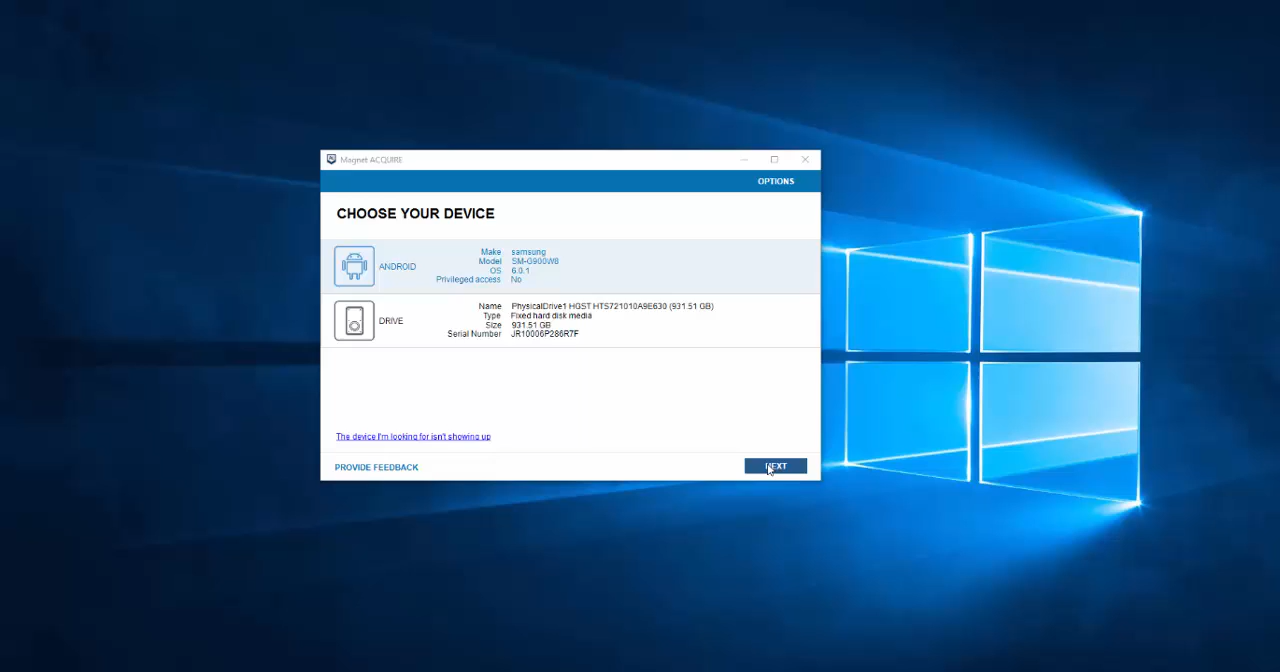 Magnet ACQUIRE
OPTIONS
CHOOSE YOUR DEVICE
ANDROID
Make samsung
Model SM-G900W8
OS 6.0.1
Privileged access No
DRIVE
Name PhysicalDrive1 HGST HTS721010A9E630 (931.51 GB)
Type Fixed hard disk media
Size 931.51 GB
Serial Number JR10006P286R7F
The device I'm looking for isn't showing up
PROVIDE FEEDBACK
NEXT